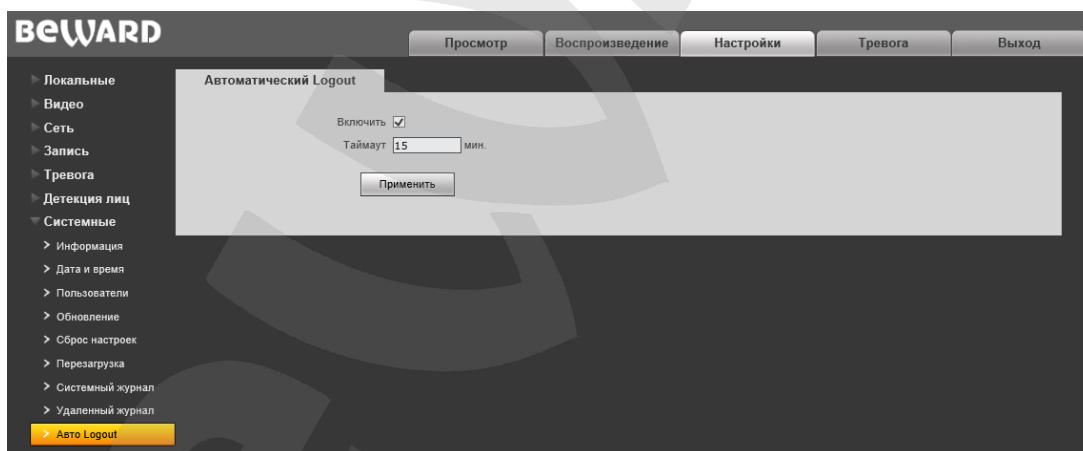 BEWARD
Просмотр Воспроизведение Настройки Тревога Выход
Локальные
Видео
Сеть
Запись
Тревога
Детекция лиц
Системные
Информация
Дата и время
Пользователи
Обновление
Сброс настроек
Перезагрузка
Системный журнал
Удаленный журнал
Авто Logout
Автоматический Logout
Включить
Таймаут 15 мин.
Применить